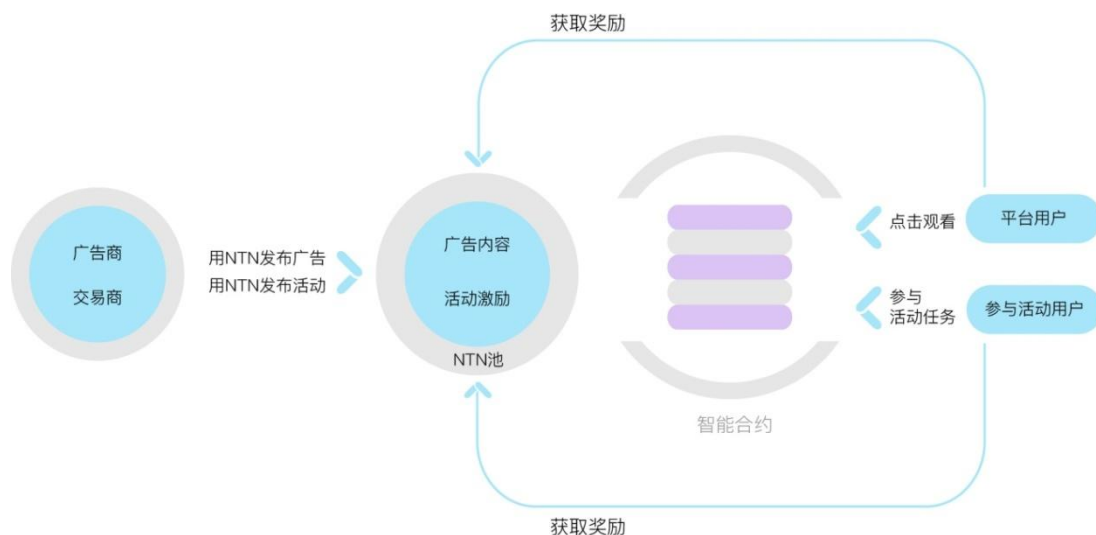 获取奖励
广告商
交易商
用NTN发布广告
用NTN发布活动
广告内容
活动激励
NTN池
智能合约
点击观看
参与
活动任务
平台用户
参与活动用户
获取奖励